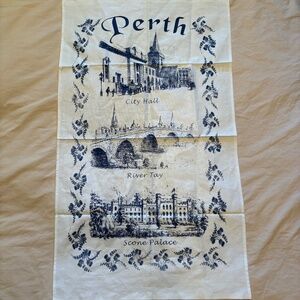 Perth
City Hall
River Tay
Scone Palace